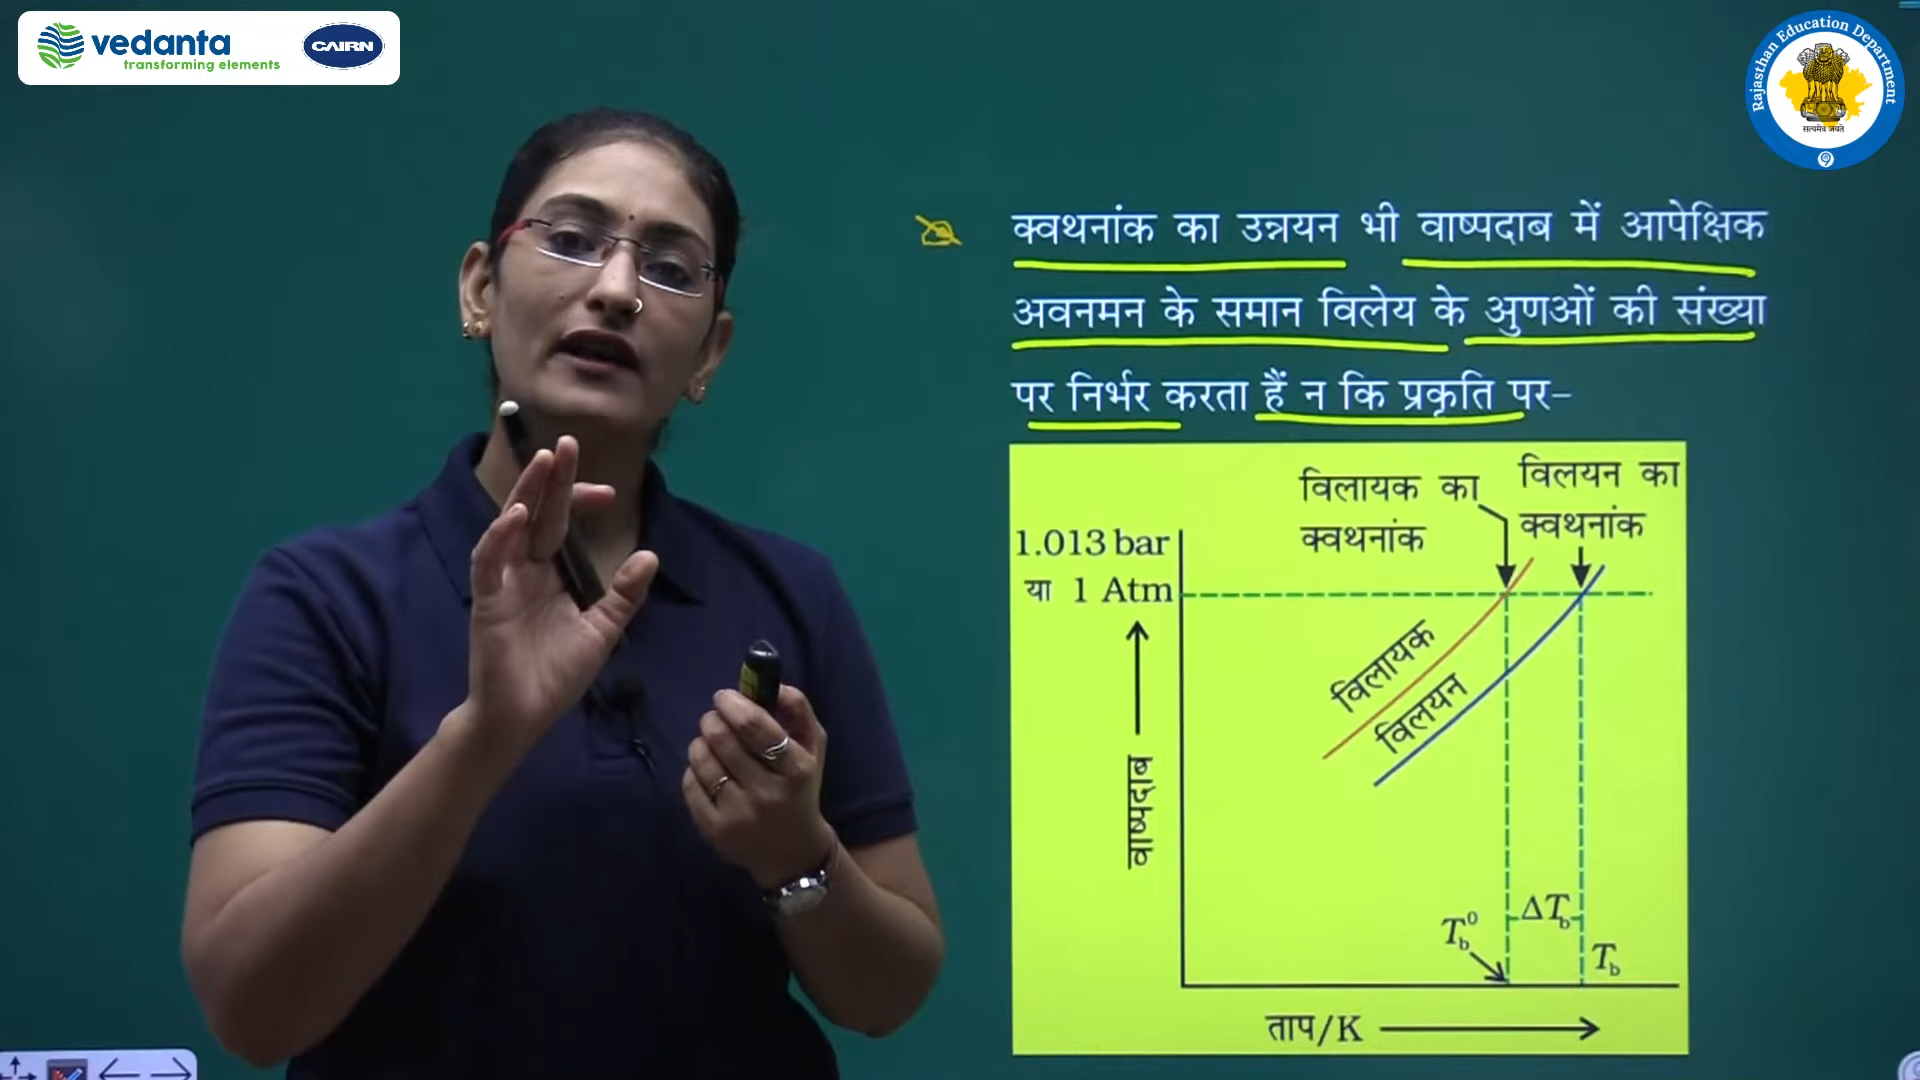 vedanta
transforming elements
CAIRN
Rajasthan Education Department
सत्यमेव जयते
क्वथनांक का उन्नयन भी वाष्पदाब में आपेक्षिक
अवनमन के समान विलेय के अुणओं की संख्या
पर निर्भर करता हैं न कि प्रकृति पर-
विलायक का
क्वथनांक
विलयन का
क्वथनांक
1.013 bar
या 1 Atm
विलायक
विलयन
वाष्पदाब
T_b^0
ΔT_b
T_b
ताप/K